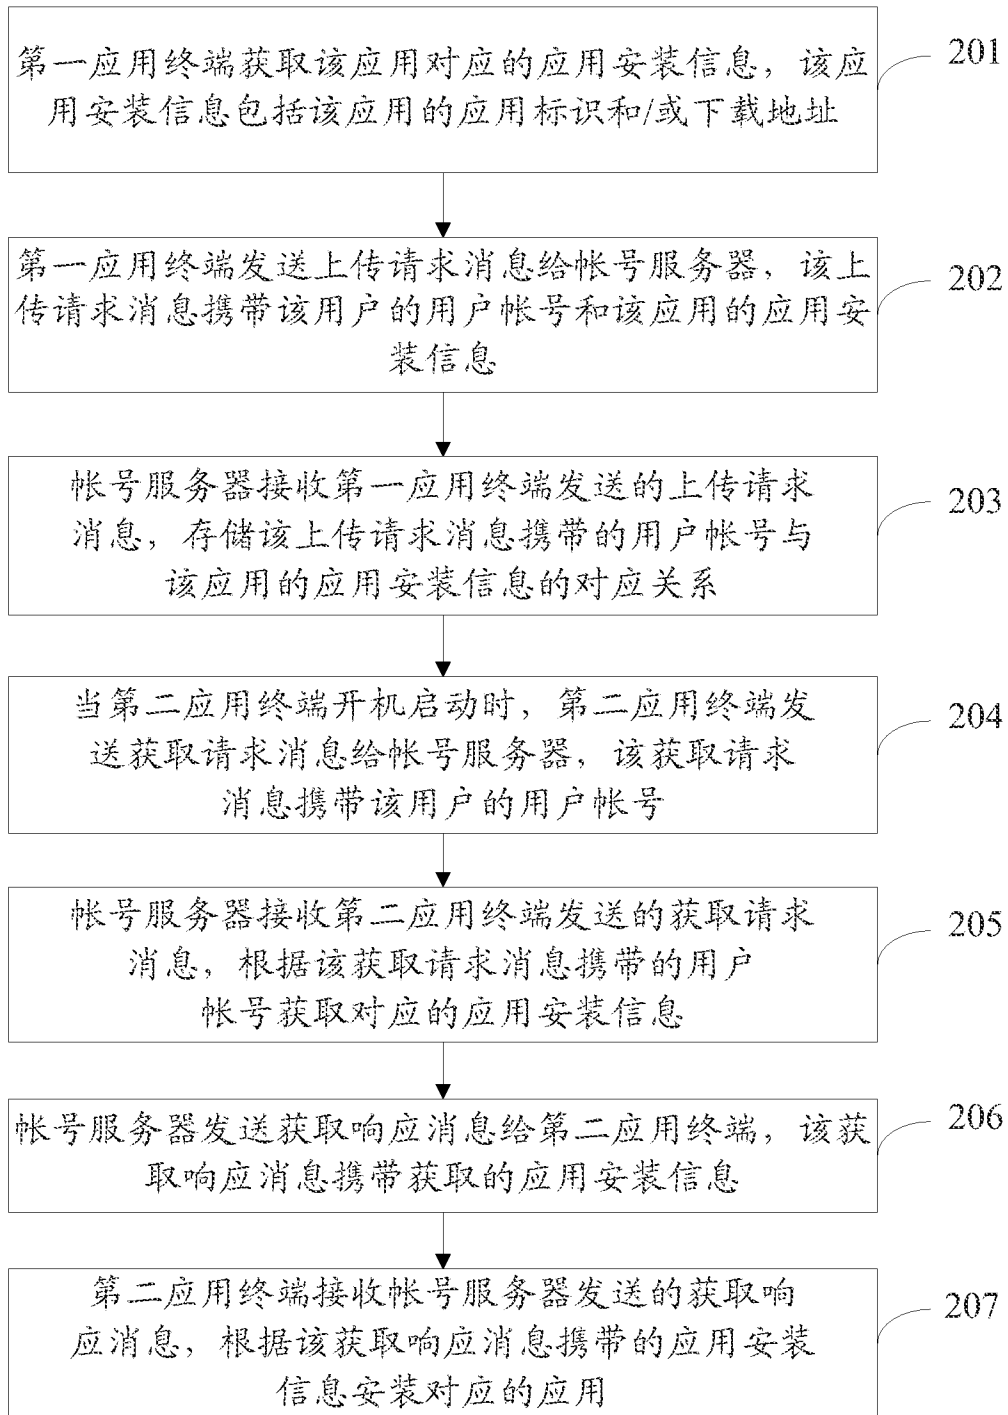 第一应用终端获取该应用对应的应用安装信息，该应
用安装信息包括该应用的应用标识和/或下载地址
201
第一应用终端发送上传请求消息给帐号服务器，该上
传请求消息携带该用户的用户帐号和该应用的应用安
装信息
202
帐号服务器接收第一应用终端发送的上传请求
消息，存储该上传请求消息携带的用户帐号与
该应用的应用安装信息的对应关系
203
当第二应用终端开机启动时，第二应用终端发
送获取请求消息给帐号服务器，该获取请求
消息携带该用户的用户帐号
204
帐号服务器接收第二应用终端发送的获取请求
消息，根据该获取请求消息携带的用户
帐号获取对应的应用安装信息
205
帐号服务器发送获取响应消息给第二应用终端，该获
取响应消息携带获取的应用安装信息
206
第二应用终端接收帐号服务器发送的获取响
应消息，根据该获取响应消息携带的应用安装
信息安装对应的应用
207